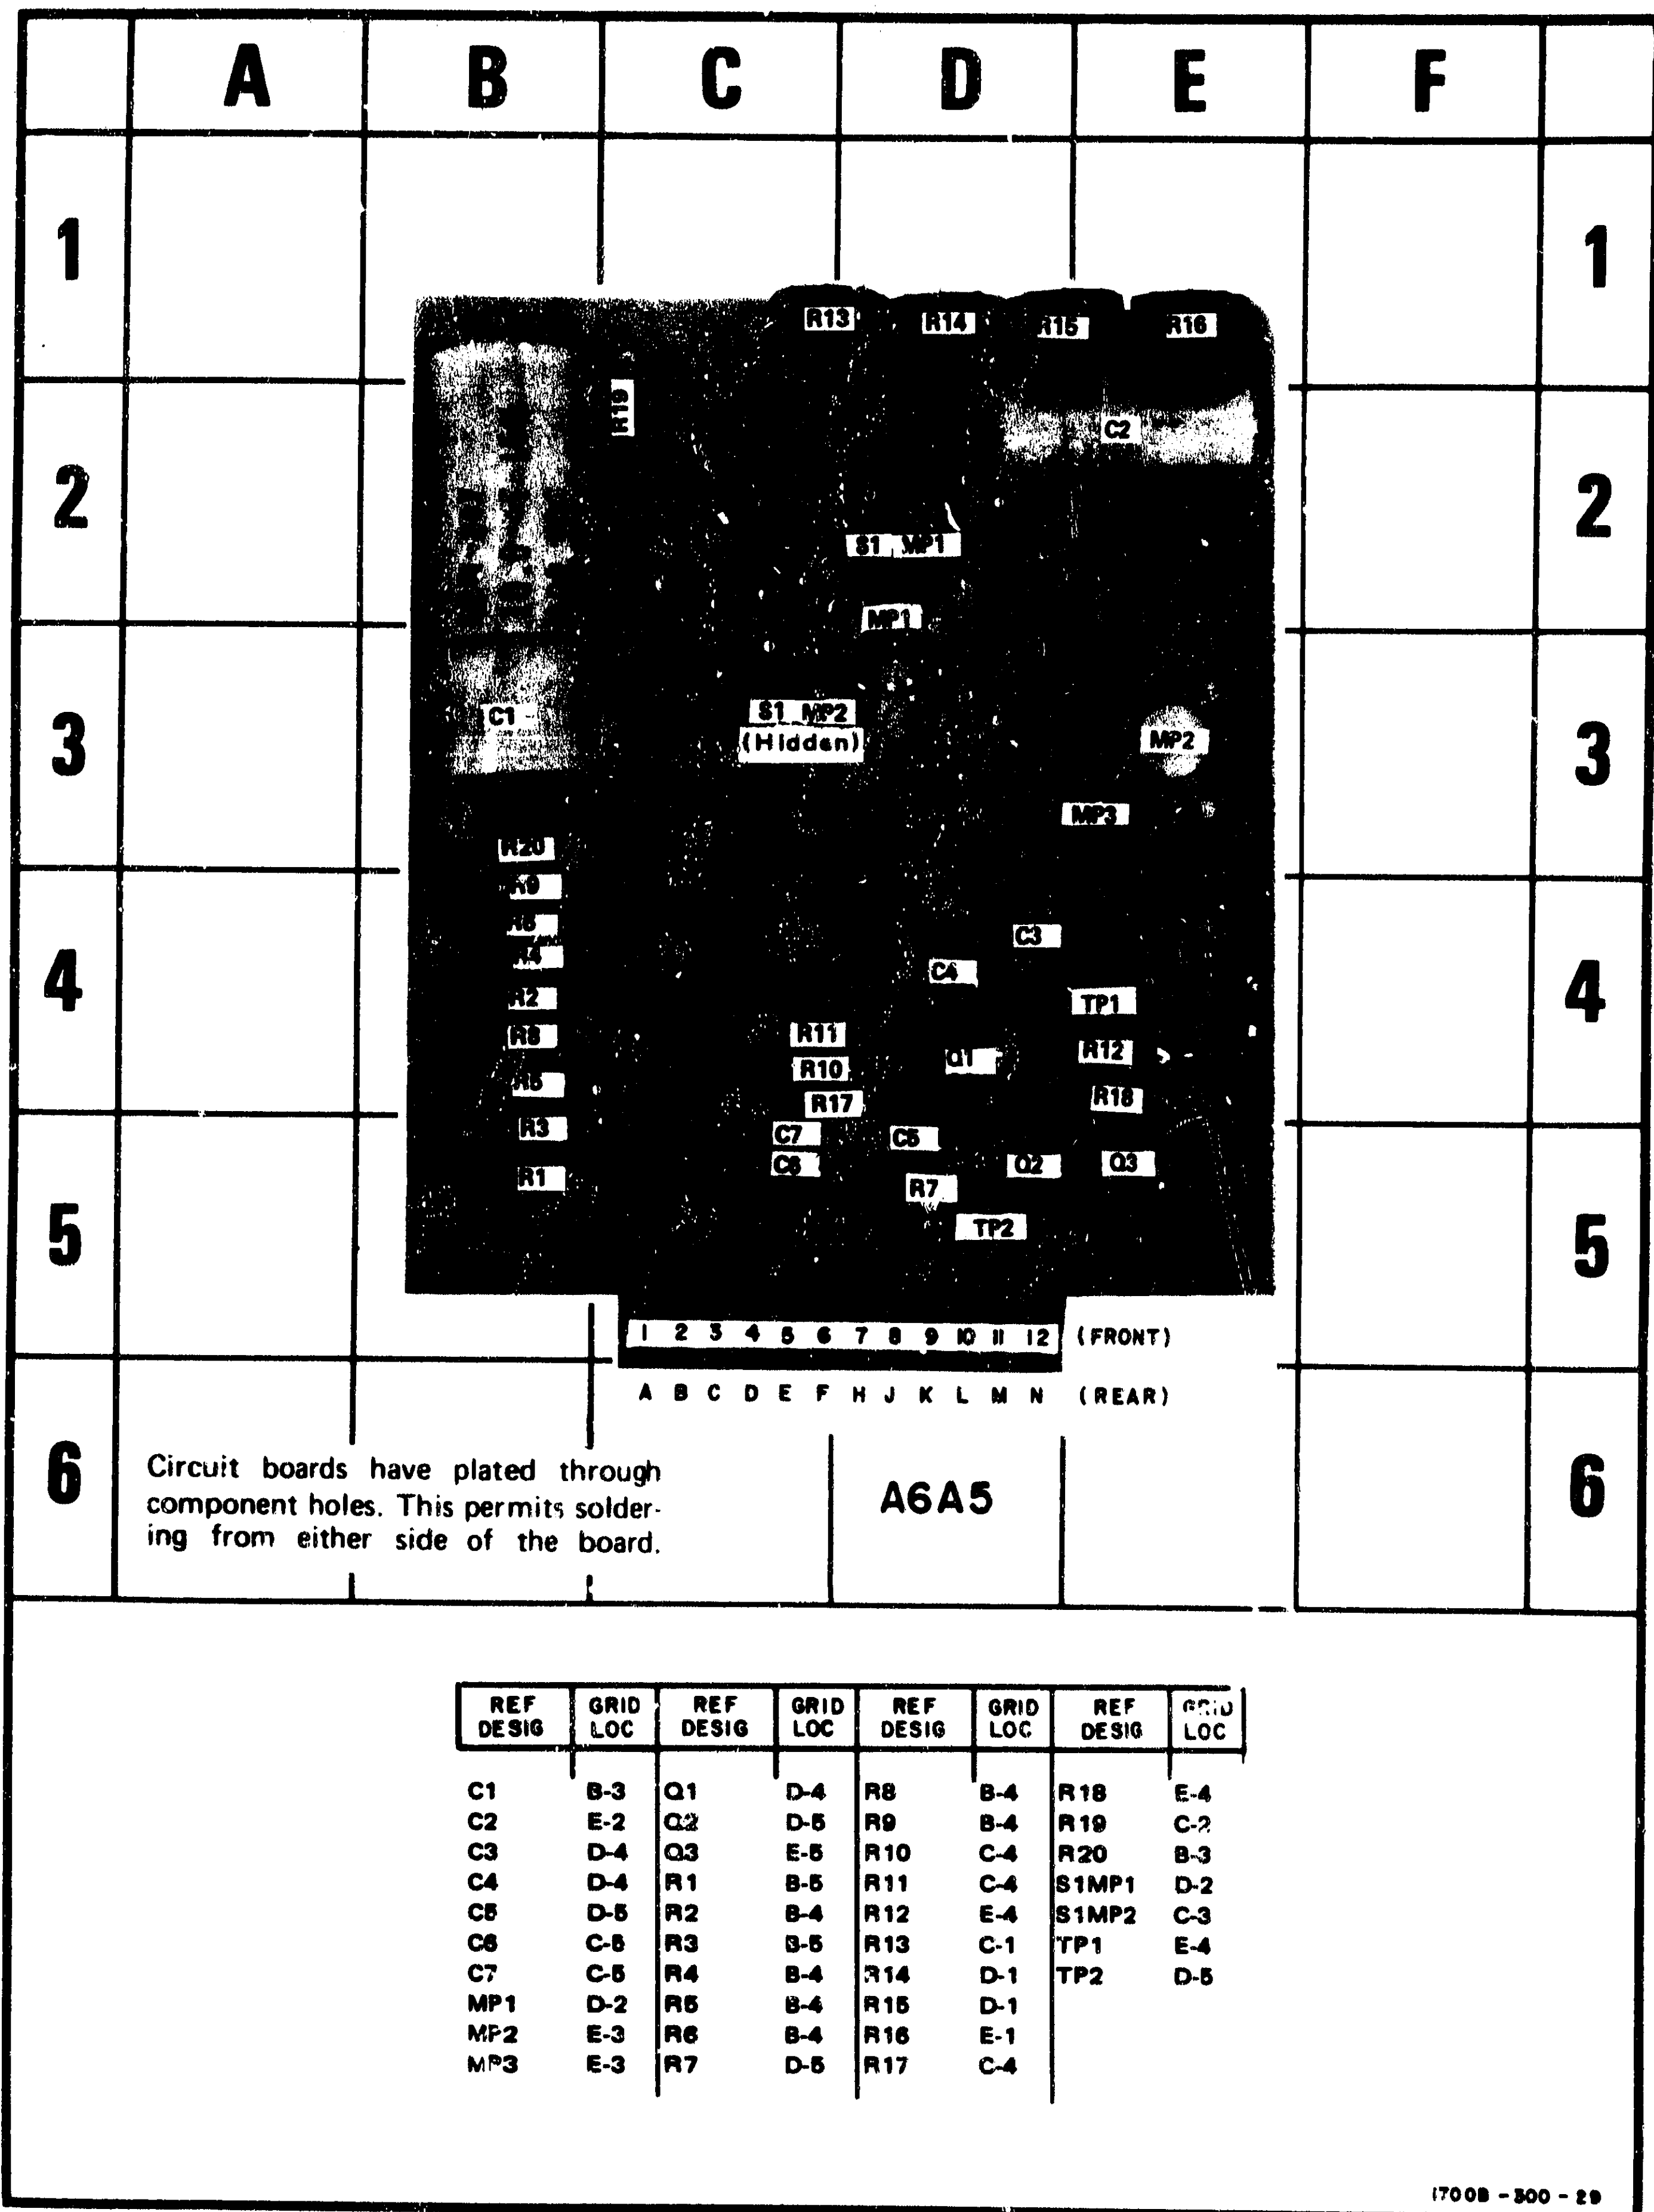 A B C D E F
1 1
R13 R14 R15 R16
R19
C2
2 2
S1 MP1
MP1
C1
S1 MP2
(Hidden)
MP2
3 3
MP3
R20
R9
R6
C3
R4
C4
4 4
R2
TP1
R8
R11
R12
Q1
R10
R5
R18
R17
R3
C7
C5
C6
Q2
Q3
R1
R7
5 5
TP2
1 2 3 4 5 6 7 8 9 10 11 12 (FRONT)
A B C D E F H J K L M N (REAR)
6 6
Circuit boards have plated through
component holes. This permits solder-
ing from either side of the board.
A6A5
REF DESIG GRID LOC REF DESIG GRID LOC REF DESIG GRID LOC REF DESIG GRID LOC
C1 B-3 Q1 D-4 R8 B-4 R18 E-4
C2 E-2 Q2 D-5 R9 B-4 R19 C-2
C3 D-4 Q3 E-5 R10 C-4 R20 B-3
C4 D-4 R1 B-5 R11 C-4 S1MP1 D-2
C5 D-5 R2 B-4 R12 E-4 S1MP2 C-3
C6 C-5 R3 B-5 R13 C-1 TP1 E-4
C7 C-5 R4 B-4 R14 D-1 TP2 D-5
MP1 D-2 R5 B-4 R15 D-1
MP2 E-3 R6 B-4 R16 E-1
MP3 E-3 R7 D-5 R17 C-4
1700B - 300 - 29